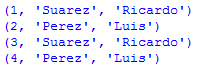 (1, 'Suarez', 'Ricardo')
(2, 'Perez', 'Luis')
(3, 'Suarez', 'Ricardo')
(4, 'Perez', 'Luis')